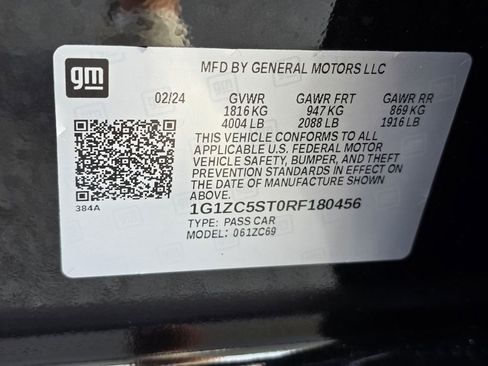 gm
MFD BY GENERAL MOTORS LLC
02/24 GVWR GAWR FRT GAWR RR
1816 KG 947 KG 869 KG
4004 LB 2088 LB 1916 LB
THIS VEHICLE CONFORMS TO ALL
APPLICABLE U.S. FEDERAL MOTOR
VEHICLE SAFETY, BUMPER, AND THEFT
PREVENTION STANDARDS IN EFFECT ON
THE DATE OF MANUFACTURE SHOWN
ABOVE.
384A
1G1ZC5ST0RF180456
TYPE: PASS CAR
MODEL: 061ZC69